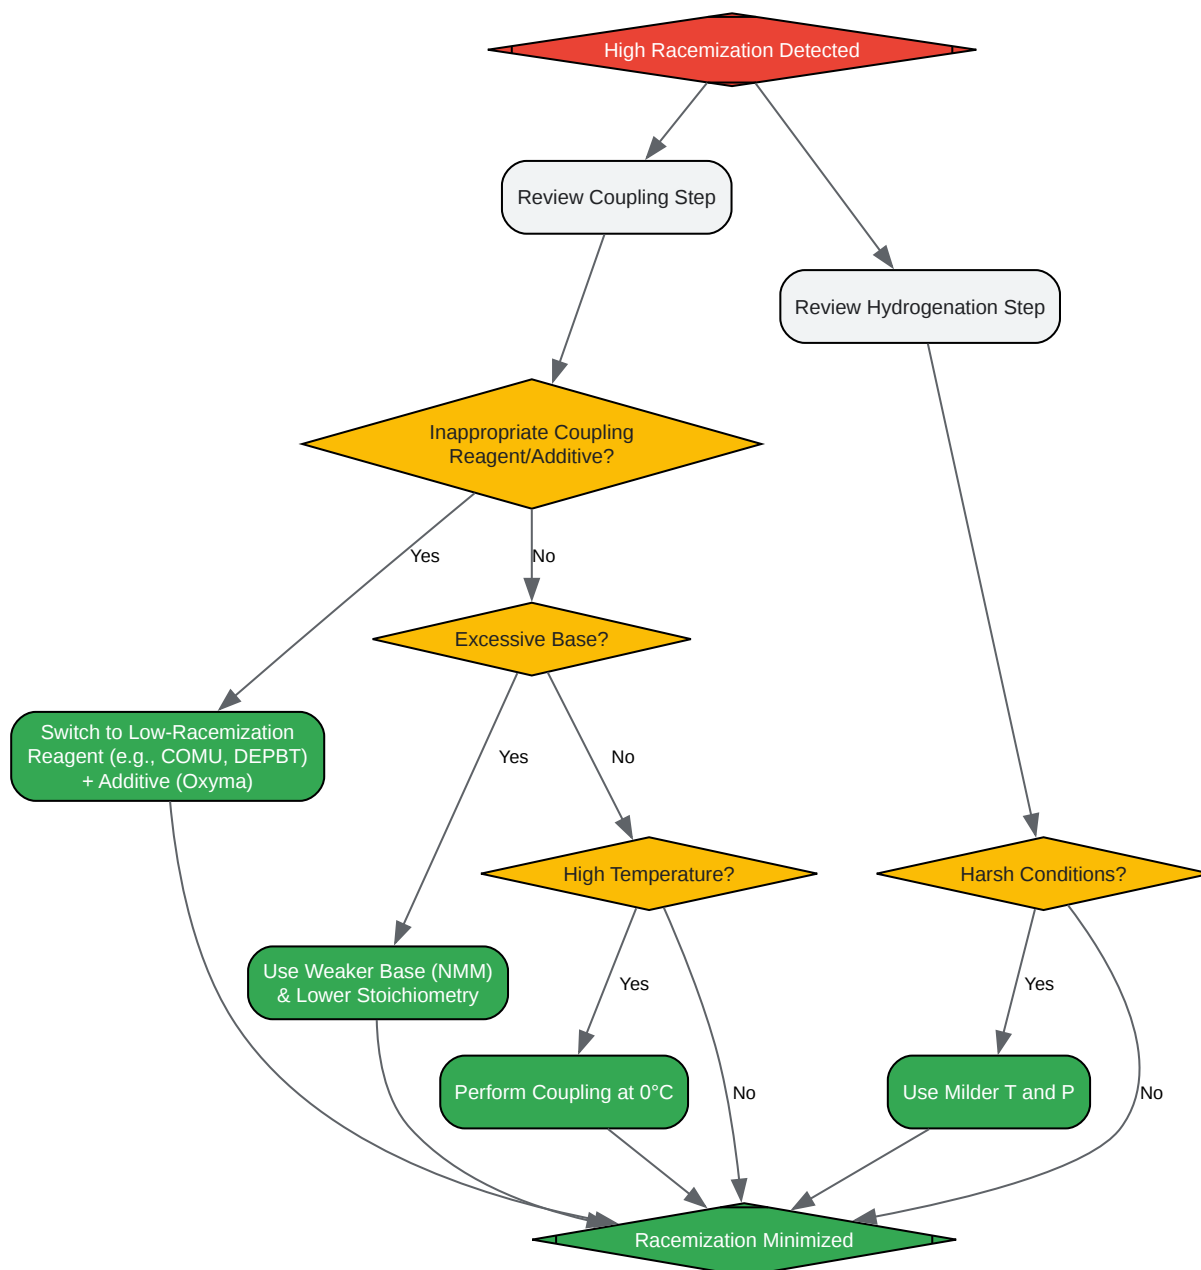 High Racemization Detected
Review Coupling Step
Review Hydrogenation Step
Inappropriate Coupling
Reagent/Additive?
Yes
No
Excessive Base?
Switch to Low-Racemization
Reagent (e.g., COMU, DEPBT)
+ Additive (Oxyma)
Yes
No
High Temperature?
Harsh Conditions?
Use Weaker Base (NMM)
& Lower Stoichiometry
Yes
Yes
Perform Coupling at 0°C
No
Use Milder T and P
No
Racemization Minimized